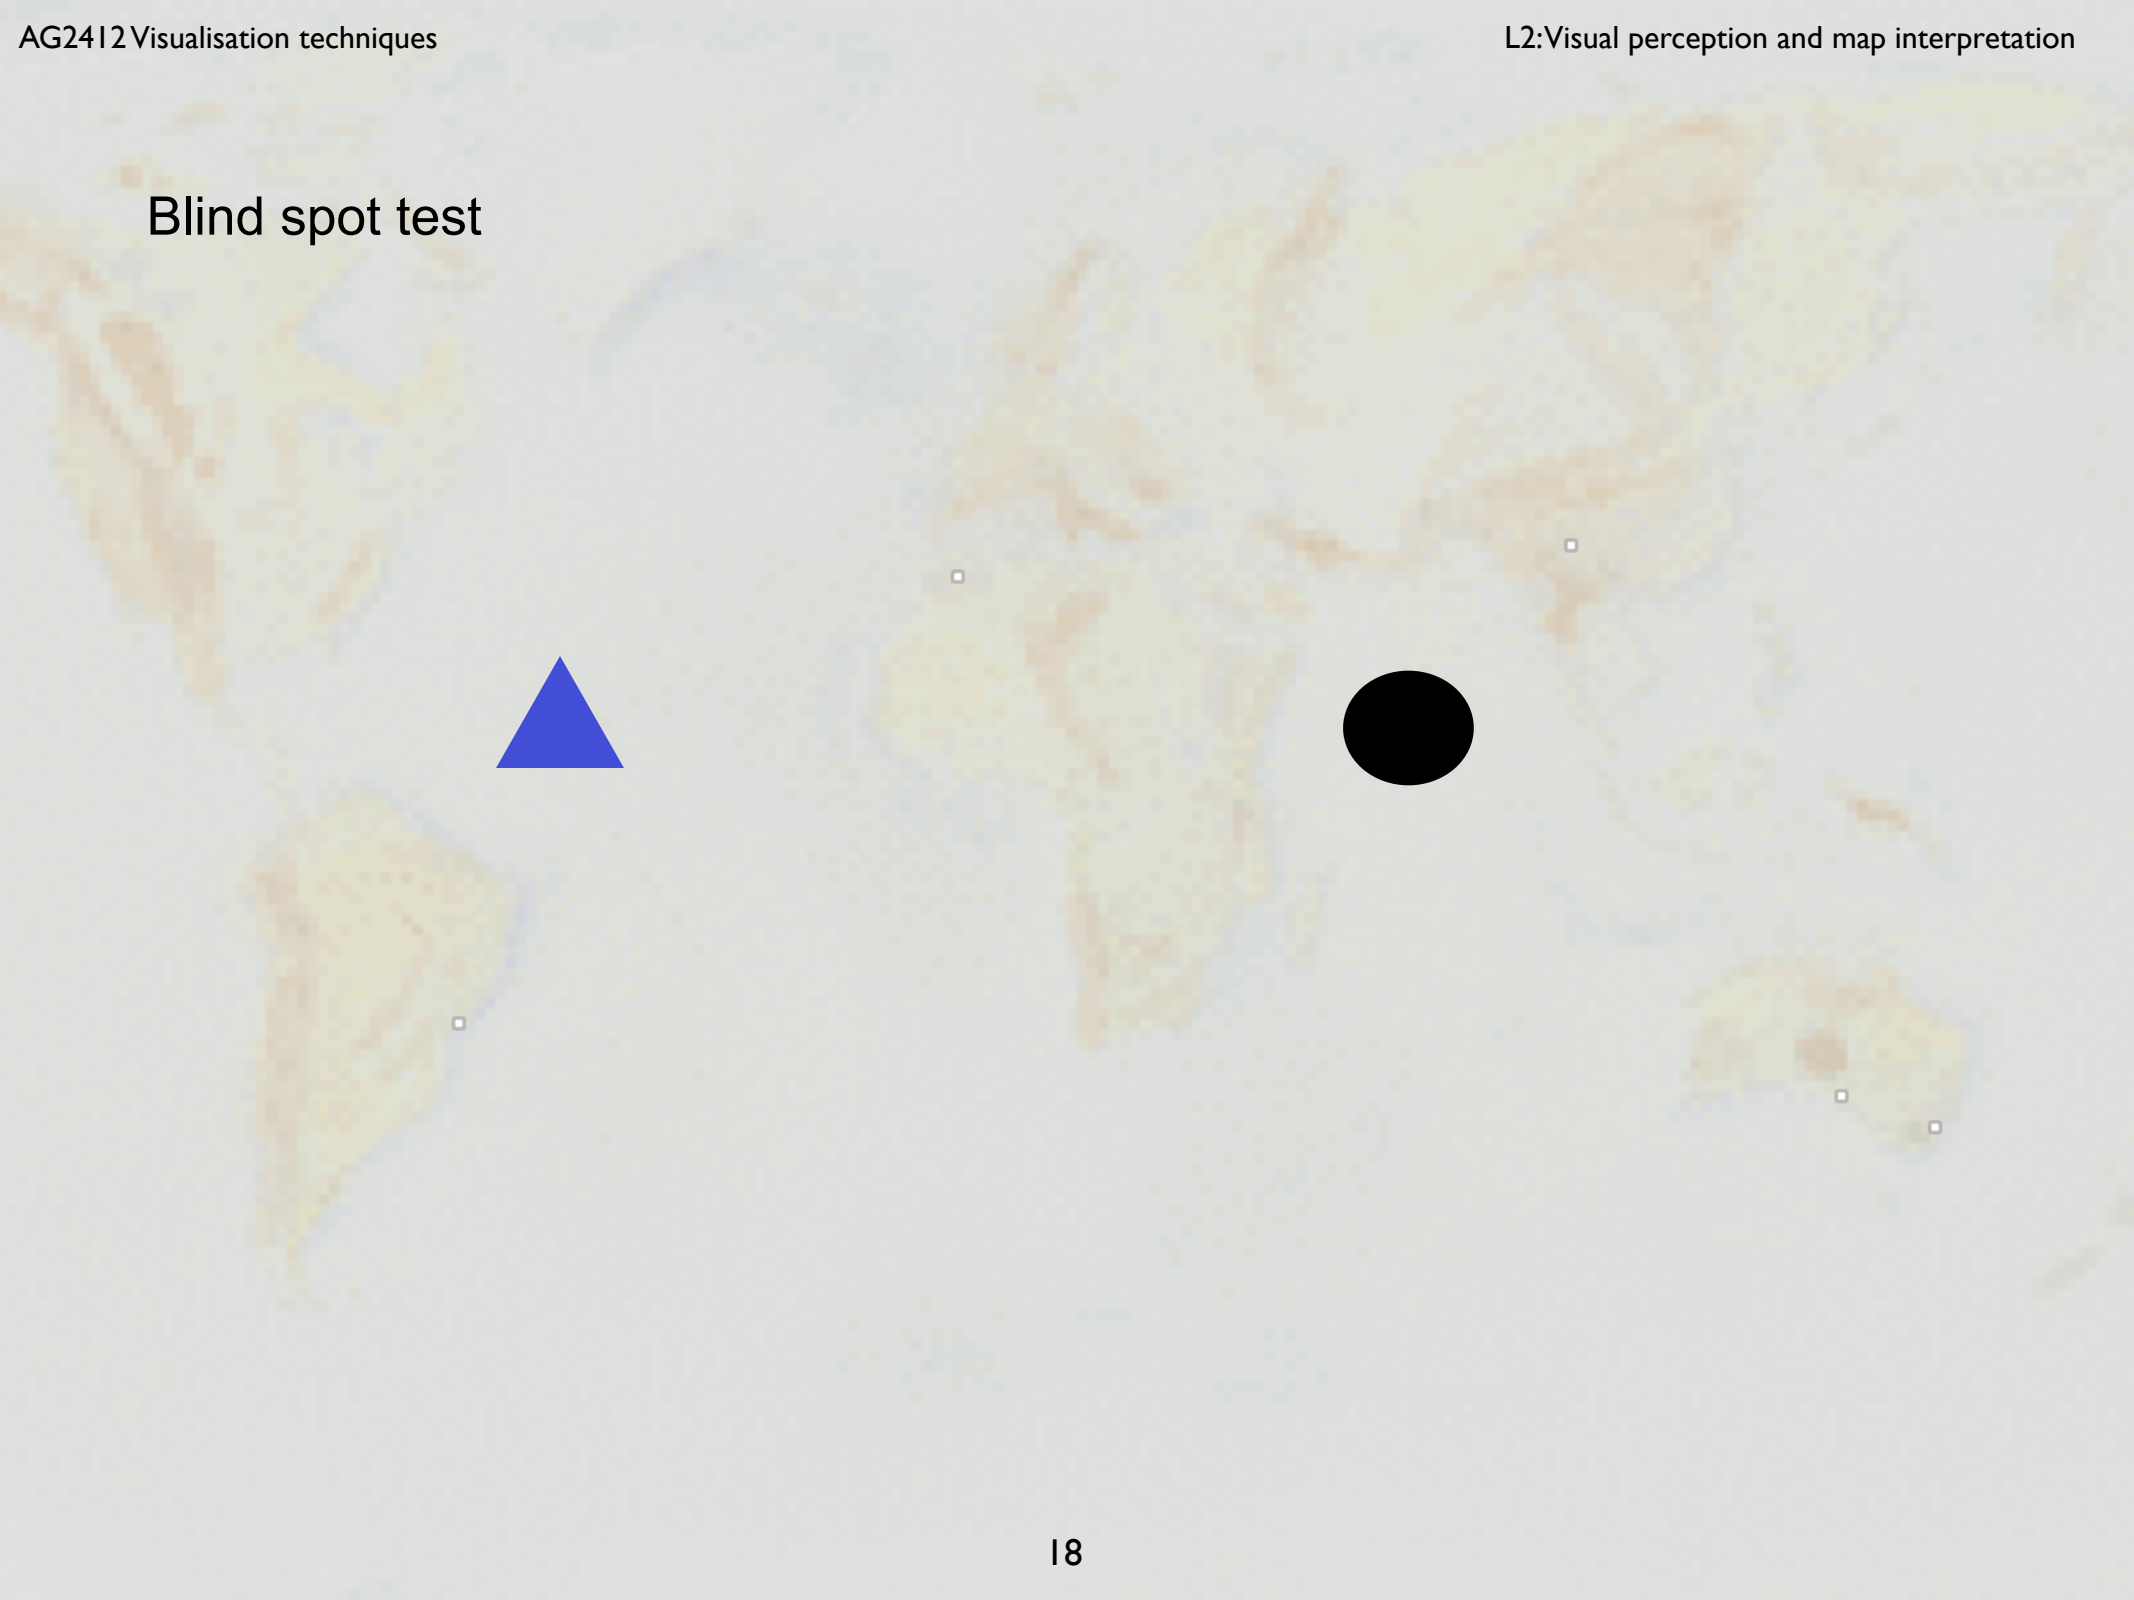 AG2412 Visualisation techniques
L2: Visual perception and map interpretation
Blind spot test
18